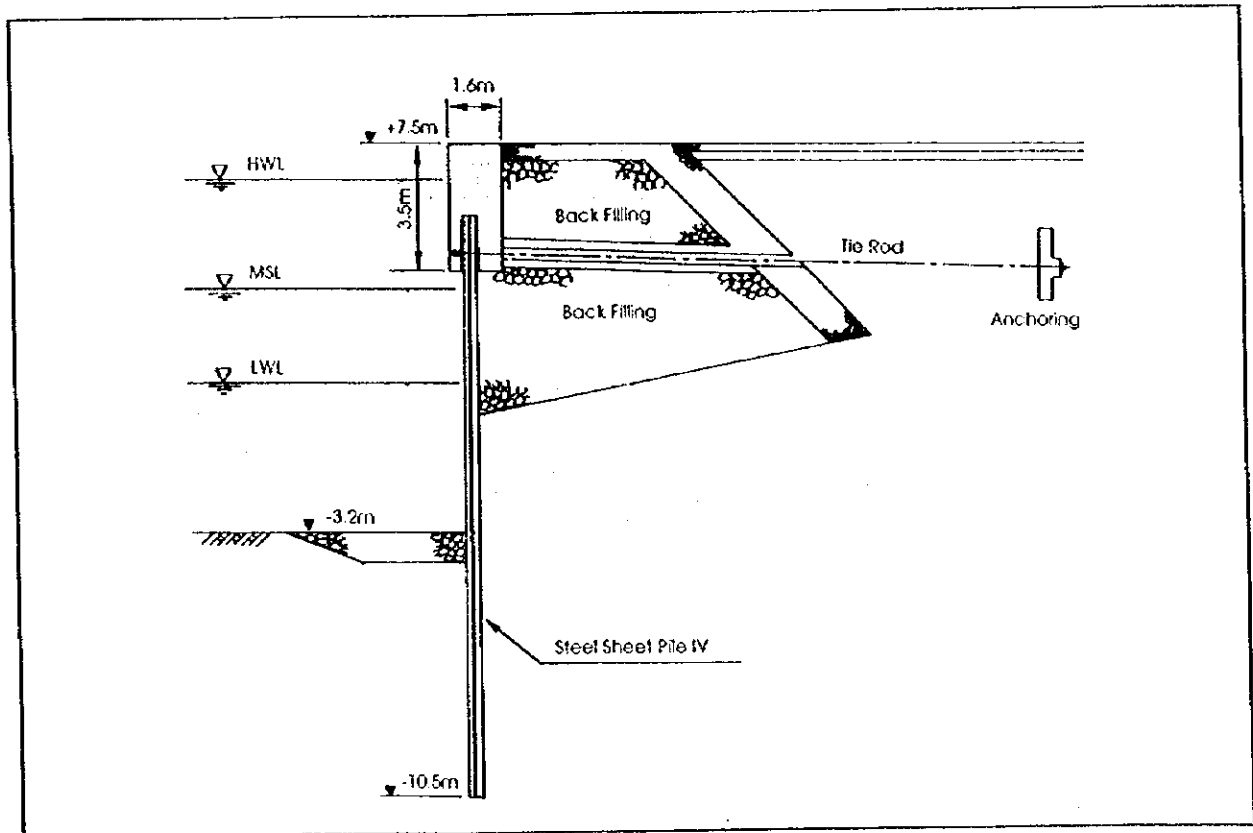 1.6m
+7.5m
HWL
3.5m
Back Filling
Tie Rod
MSL
Back Filling
Anchoring
LWL
-3.2m
Steel Sheet Pile IV
-10.5m